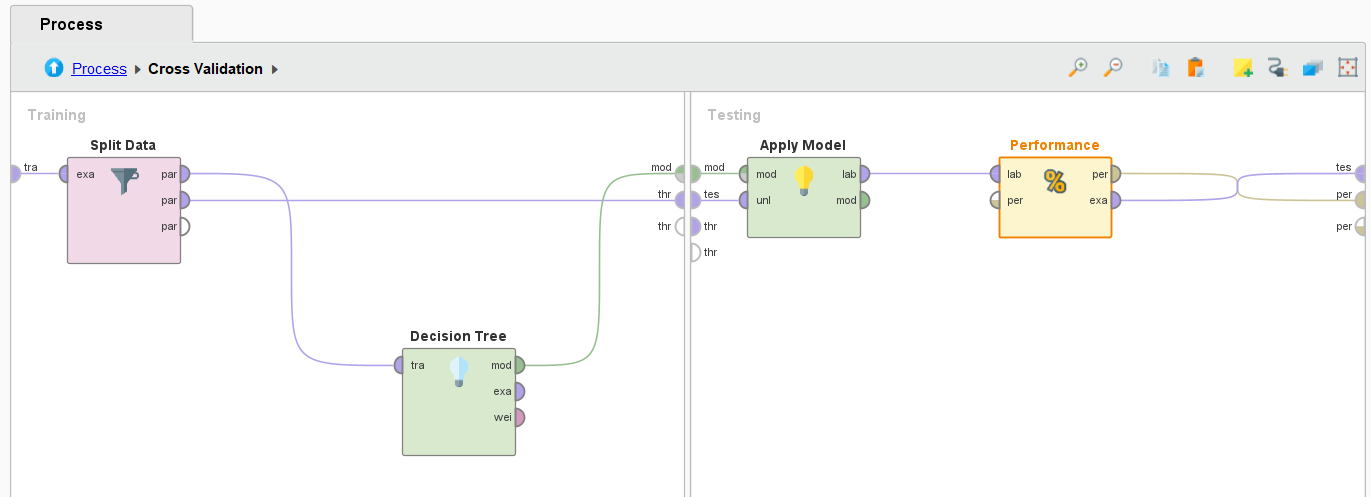 Process
Process Cross Validation
Training
Testing
Split Data
Apply Model
Performance
tra
exa
par
mod
mod
mod
lab
lab
per
tes
par
thr
tes
unl
mod
per
exa
per
par
thr
thr
per
thr
Decision Tree
tra
mod
exa
wei
%